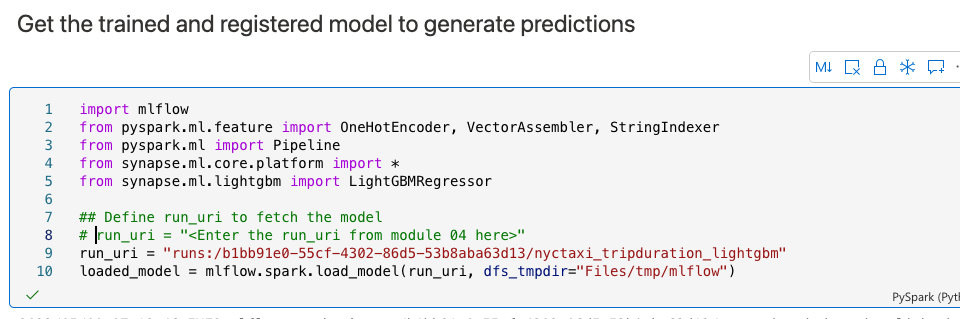 Get the trained and registered model to generate predictions
M↓
1 import mlflow
2 from pyspark.ml.feature import OneHotEncoder, VectorAssembler, StringIndexer
3 from pyspark.ml import Pipeline
4 from synapse.ml.core.platform import *
5 from synapse.ml.lightgbm import LightGBMRegressor
6
7 ## Define run_uri to fetch the model
8 # run_uri = "<Enter the run_uri from module 04 here>"
9 run_uri = "runs:/b1bb91e0-55cf-4302-86d5-53b8aba63d13/nyctaxi_tripduration_lightgbm"
10 loaded_model = mlflow.spark.load_model(run_uri, dfs_tmpdir="Files/tmp/mlflow")
PySpark (Pyt